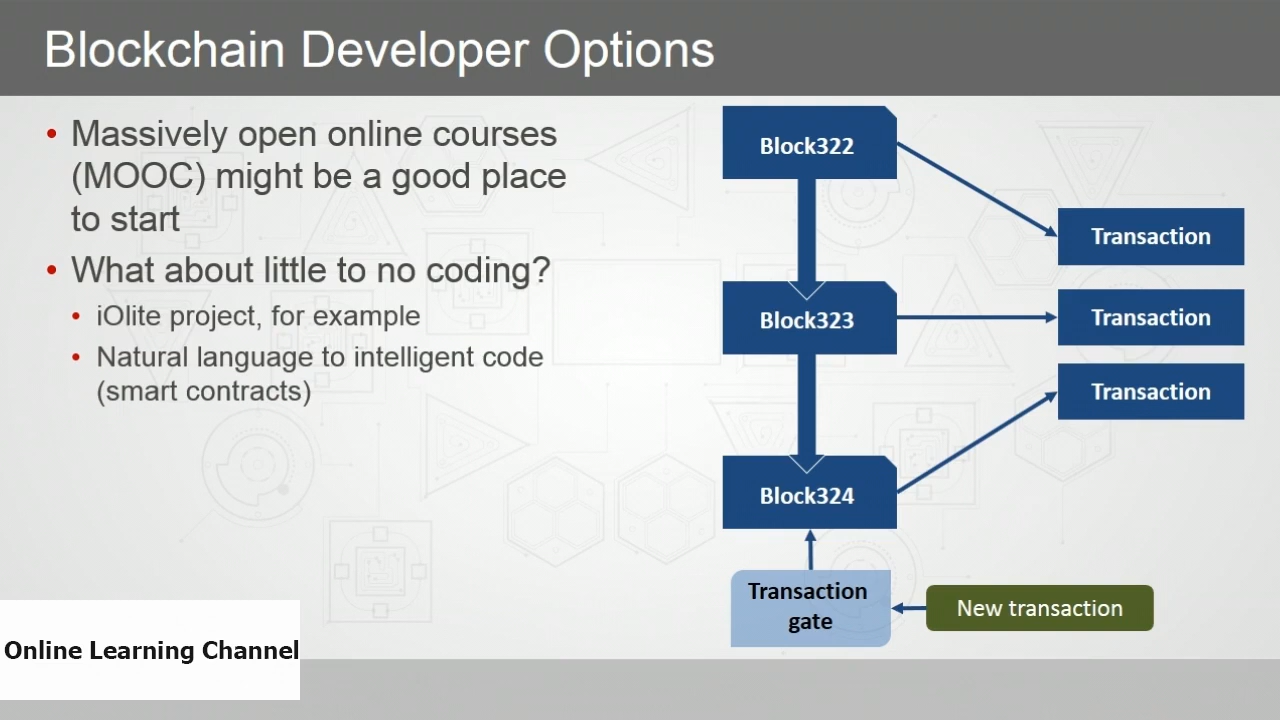 Blockchain Developer Options
• Massively open online courses
(MOOC) might be a good place
to start
• What about little to no coding?
• iOlite project, for example
• Natural language to intelligent code
(smart contracts)
Block322
Transaction
Block323
Transaction
Transaction
Block324
Transaction
gate
New transaction
Online Learning Channel